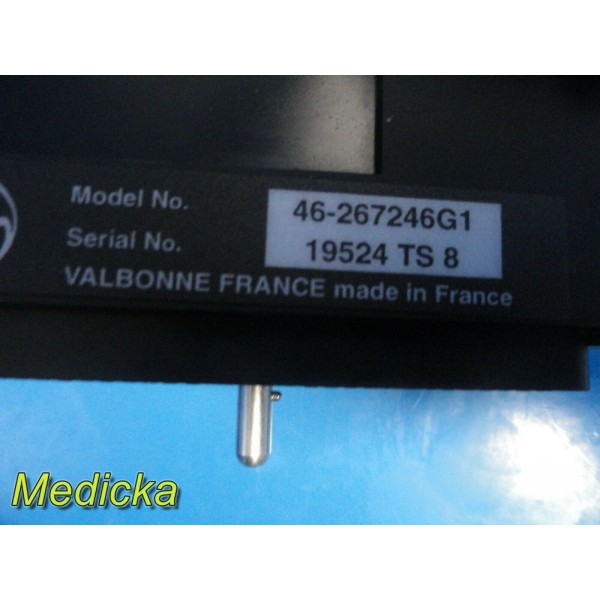 Model No. 46-267246G1
Serial No. 19524 TS 8
VALBONNE FRANCE made in France
Medicka